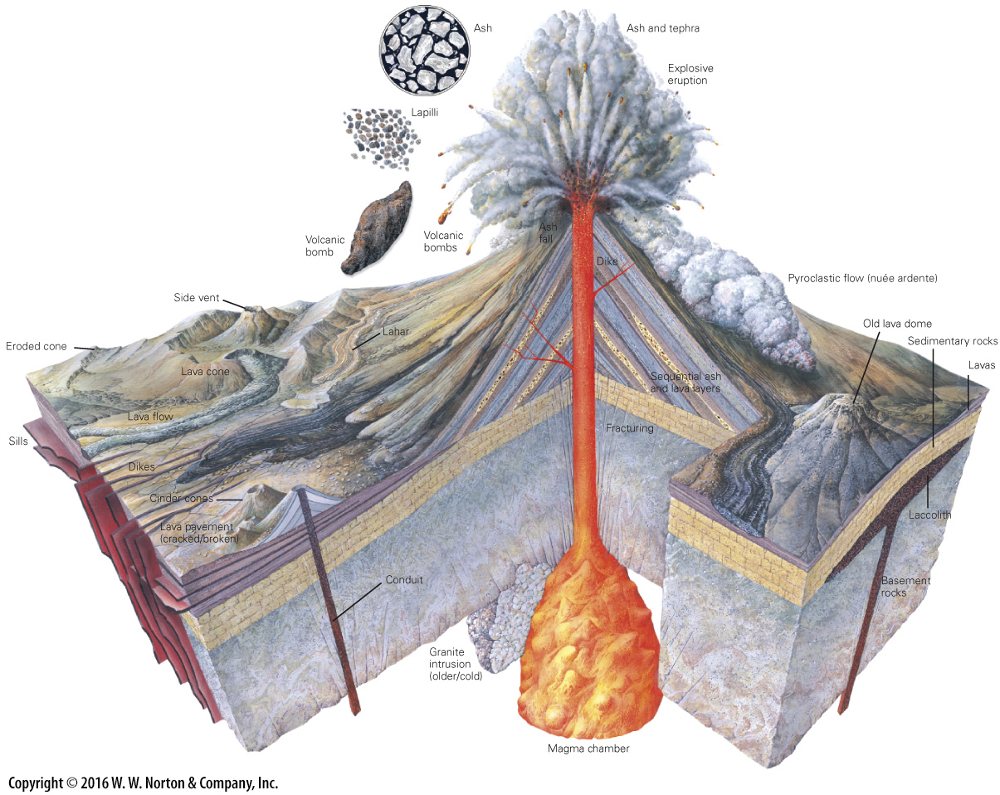 Ash
Ash and tephra
Explosive
eruption
Lapilli
Volcanic
bomb
Volcanic
bombs
Ash
fall
Dike
Pyroclastic flow (nuée ardente)
Side vent
Old lava dome
Eroded cone
Lahar
Sedimentary rocks
Lava cone
Lavas
Sequential ash
and lava layers
Lava flow
Fracturing
Sills
Dikes
Cinder cones
Laccolith
Lava pavement
(cracked/broken)
Conduit
Basement
rocks
Granite
intrusion
(older/cold)
Magma chamber
Copyright © 2016 W. W. Norton & Company, Inc.